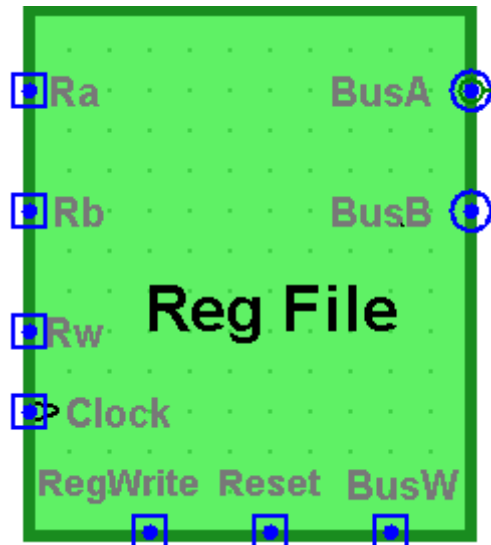 Ra BusA
Rb BusB
Reg File
Rw
Clock
RegWrite Reset BusW